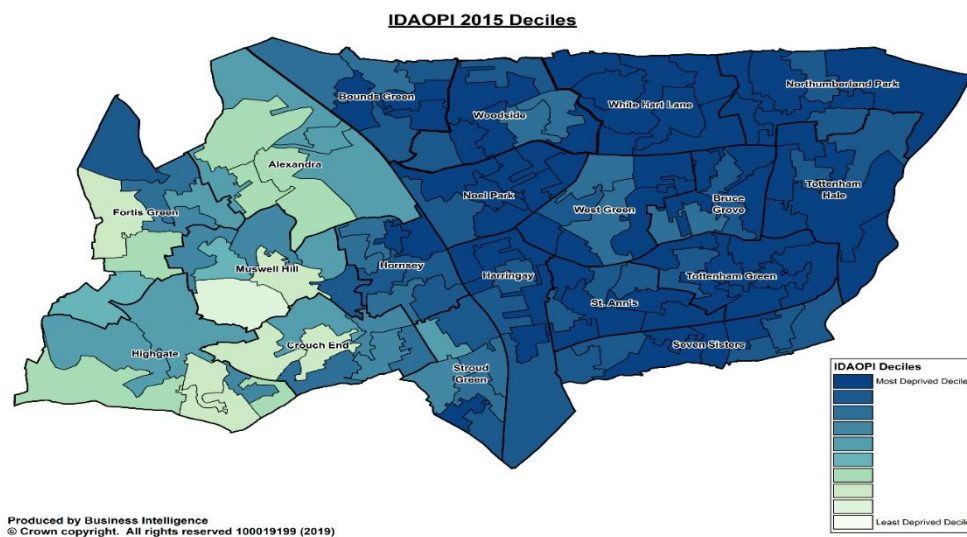 IDAOPI 2015 Deciles
Bounds Green
Woodside
White Hart Lane
Northumberland Park
Alexandra
Noel Park
West Green
Bruce
Grove
Tottenham
Hale
Fortis Green
Muswell Hill
Hornsey
Harringay
Tottenham Green
St. Ann's
Highgate
Crouch End
Stroud
Green
Seven Sisters
IDAOPI Deciles
Most Deprived Decile
Least Deprived Decile
Produced by Business Intelligence
© Crown copyright. All rights reserved 100019199 (2019)